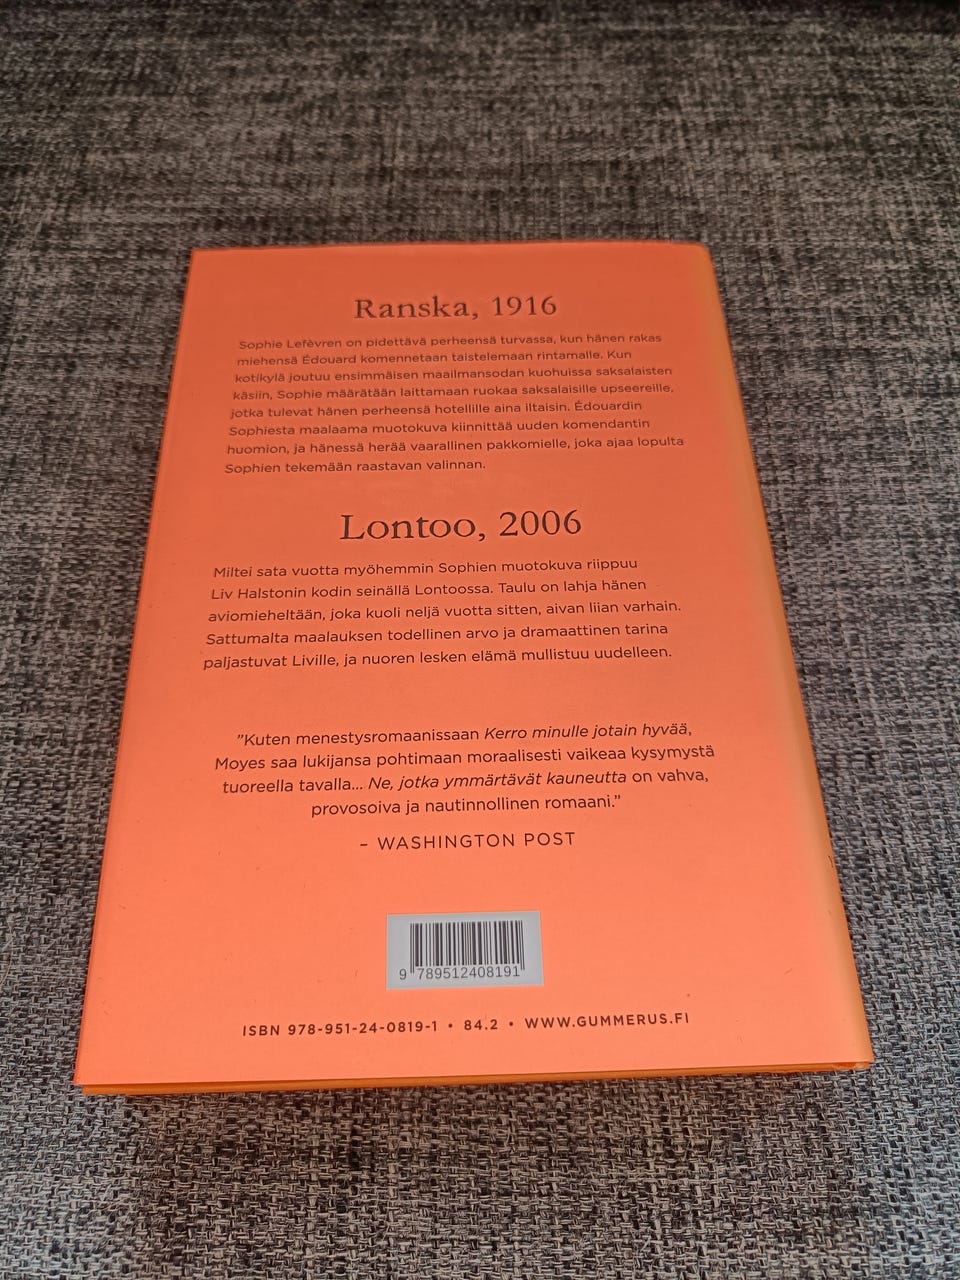 Ranska, 1916
Sophie Lefèvren on pidettävä perheensä turvassa, kun hänen rakas
miehensä Édouard komennetaan taistelemaan rintamalle. Kun
kotikylä joutuu ensimmäisen maailmansodan kuohuissa saksalaisten
käsiin, Sophie määrätään laittamaan ruokaa saksalaisille upseereille,
jotka tulevat hänen perheensä hotellille aina iltaisin. Édouardin
Sophiesta maalaama muotokuva kiinnittää uuden komendantin
huomion, ja hänessä herää vaarallinen pakkomielle, joka ajaa lopulta
Sophien tekemään raastavan valinnan.
Lontoo, 2006
Miltei sata vuotta myöhemmin Sophien muotokuva riippuu
Liv Halstonin kodin seinällä Lontoossa. Taulu on lahja hänen
aviomieheltään, joka kuoli neljä vuotta sitten, aivan liian varhain.
Sattumalta maalauksen todellinen arvo ja dramaattinen tarina
paljastuvat Liville, ja nuoren lesken elämä mullistuu uudelleen.
”Kuten menestysromaanissaan Kerro minulle jotain hyvää,
Moyes saa lukijansa pohtimaan moraalisesti vaikeaa kysymystä
tuoreella tavalla... Ne, jotka ymmärtävät kauneutta on vahva,
provosoiva ja nautinnollinen romaani.”
– WASHINGTON POST
9 789512 408191
ISBN 978-951-24-0819-1 • 84.2 • WWW.GUMMERUS.FI